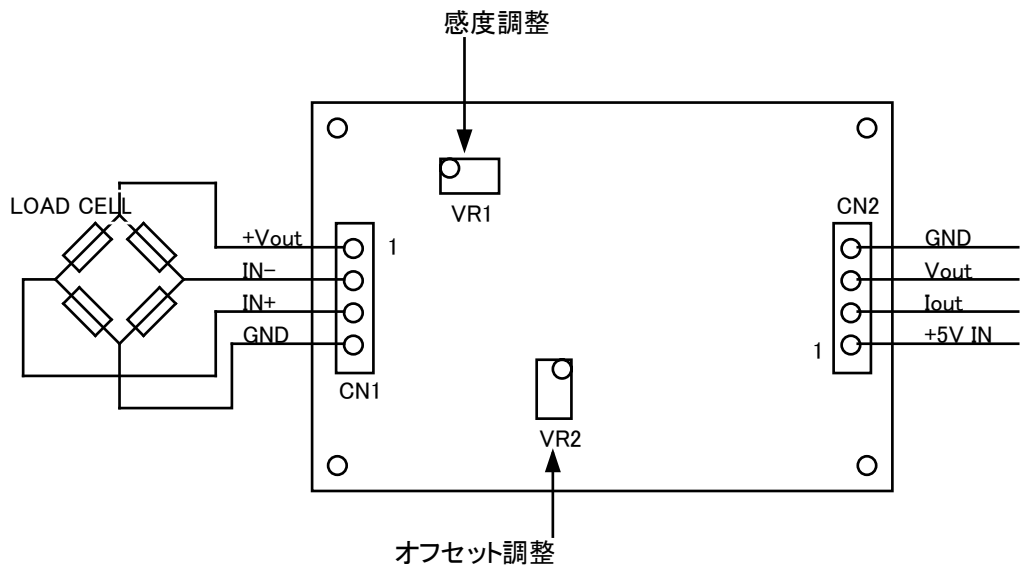 感度調整
VR1
LOAD CELL
CN2
+Vout
1
GND
IN-
Vout
IN+
Iout
GND
+5V IN
1
CN1
VR2
オフセット調整